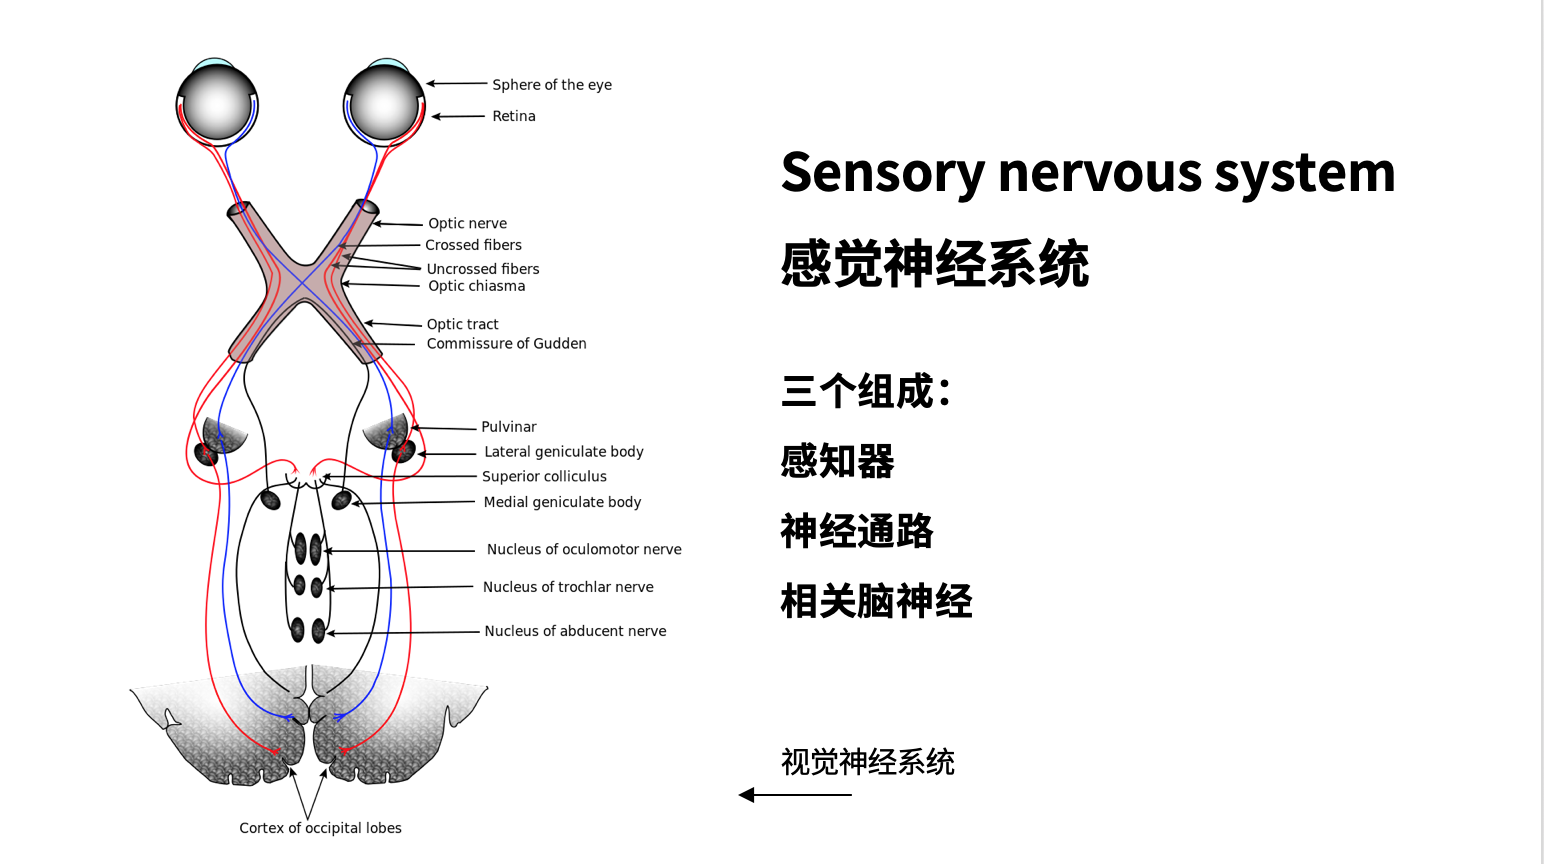 Sphere of the eye
Retina
Optic nerve
Crossed fibers
Uncrossed fibers
Optic chiasma
Optic tract
Commissure of Gudden
Pulvinar
Lateral geniculate body
Superior colliculus
Medial geniculate body
Nucleus of oculomotor nerve
Nucleus of trochlar nerve
Nucleus of abducent nerve
Cortex of occipital lobes
Sensory nervous system
感觉神经系统
三个组成：
感知器
神经通路
相关脑神经
视觉神经系统